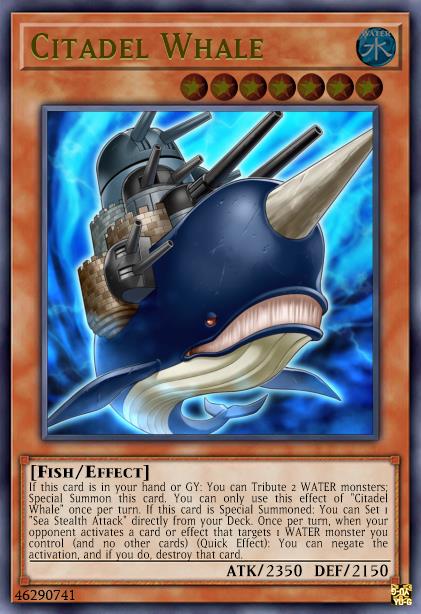 CITADEL WHALE
WATER
水
[FISH/EFFECT]
If this card is in your hand or GY: You can Tribute 2 WATER monsters;
Special Summon this card. You can only use this effect of "Citadel
Whale" once per turn. If this card is Special Summoned: You can Set 1
"Sea Stealth Attack" directly from your Deck. Once per turn, when your
opponent activates a card or effect that targets 1 WATER monster you
control (and no other cards) (Quick Effect): You can negate the
activation, and if you do, destroy that card.
ATK/2350 DEF/2150
46290741